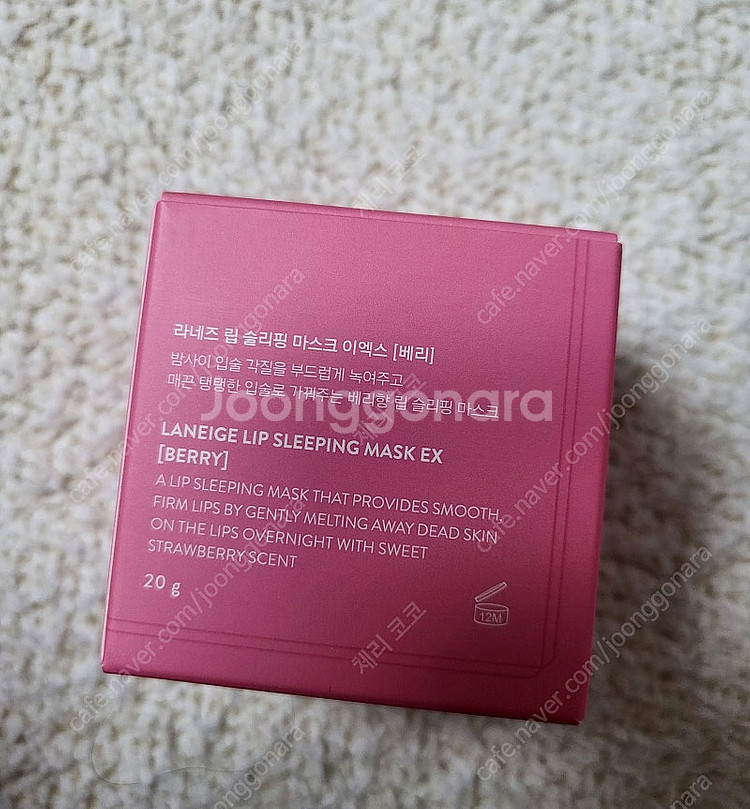 라네즈 립 슬리핑 마스크 이엑스 [베리]
밤사이 입술 각질을 부드럽게 녹여주고
매끈 탱탱한 입술로 가꿔주는 베리향 립 슬리핑 마스크
Joonggonara
LANEIGE LIP SLEEPING MASK EX
[BERRY]
A LIP SLEEPING MASK THAT PROVIDES SMOOTH,
FIRM LIPS BY GENTLY MELTING AWAY DEAD SKIN
ON THE LIPS OVERNIGHT WITH SWEET
STRAWBERRY SCENT
20 g
12M
cafe.naver.com/joonggonara
체리 코코